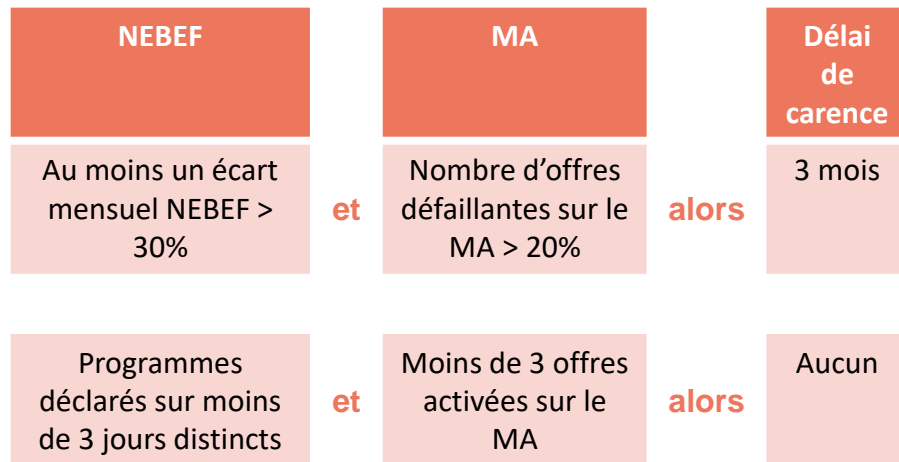 NEBEF
MA
Délai
de
carence
Au moins un écart
mensuel NEBEF >
30%
et
Nombre d’offres
défaillantes sur le
MA > 20%
alors
3 mois
Programmes
déclarés sur moins
de 3 jours distincts
et
Moins de 3 offres
activées sur le
MA
alors
Aucun